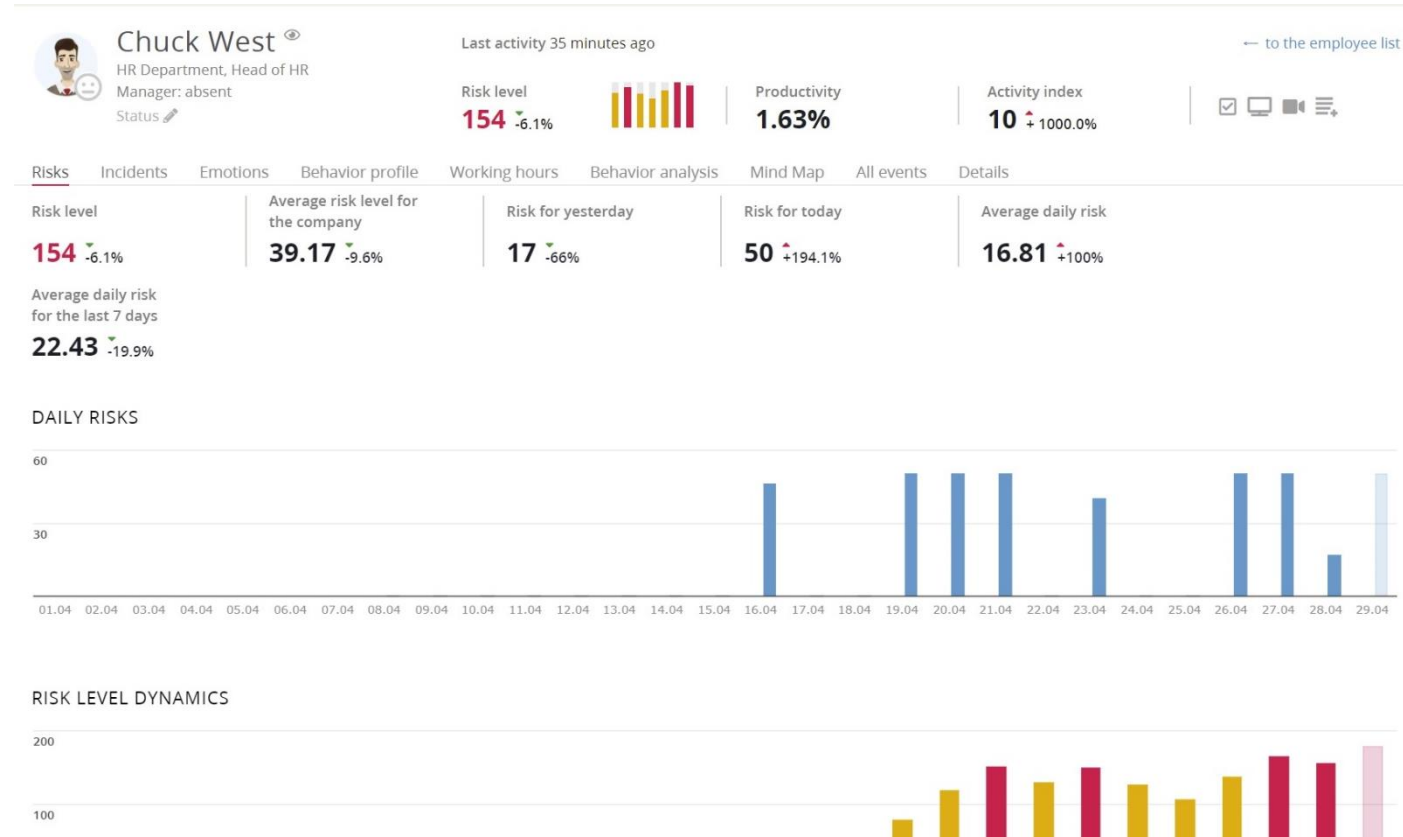 Chuck West
HR Department, Head of HR
Manager: absent
Status
Last activity 35 minutes ago
← to the employee list
Risk level
154 -6.1%
Productivity
1.63%
Activity index
10 + 1000.0%
Risks Incidents Emotions Behavior profile Working hours Behavior analysis Mind Map All events Details
Risk level
154 -6.1%
Average risk level for
the company
39.17 -9.6%
Risk for yesterday
17 -66%
Risk for today
50 +194.1%
Average daily risk
16.81 +100%
Average daily risk
for the last 7 days
22.43 -19.9%
DAILY RISKS
60
30
01.04 02.04 03.04 04.04 05.04 06.04 07.04 08.04 09.04 10.04 11.04 12.04 13.04 14.04 15.04 16.04 17.04 18.04 19.04 20.04 21.04 22.04 23.04 24.04 25.04 26.04 27.04 28.04 29.04
RISK LEVEL DYNAMICS
200
100